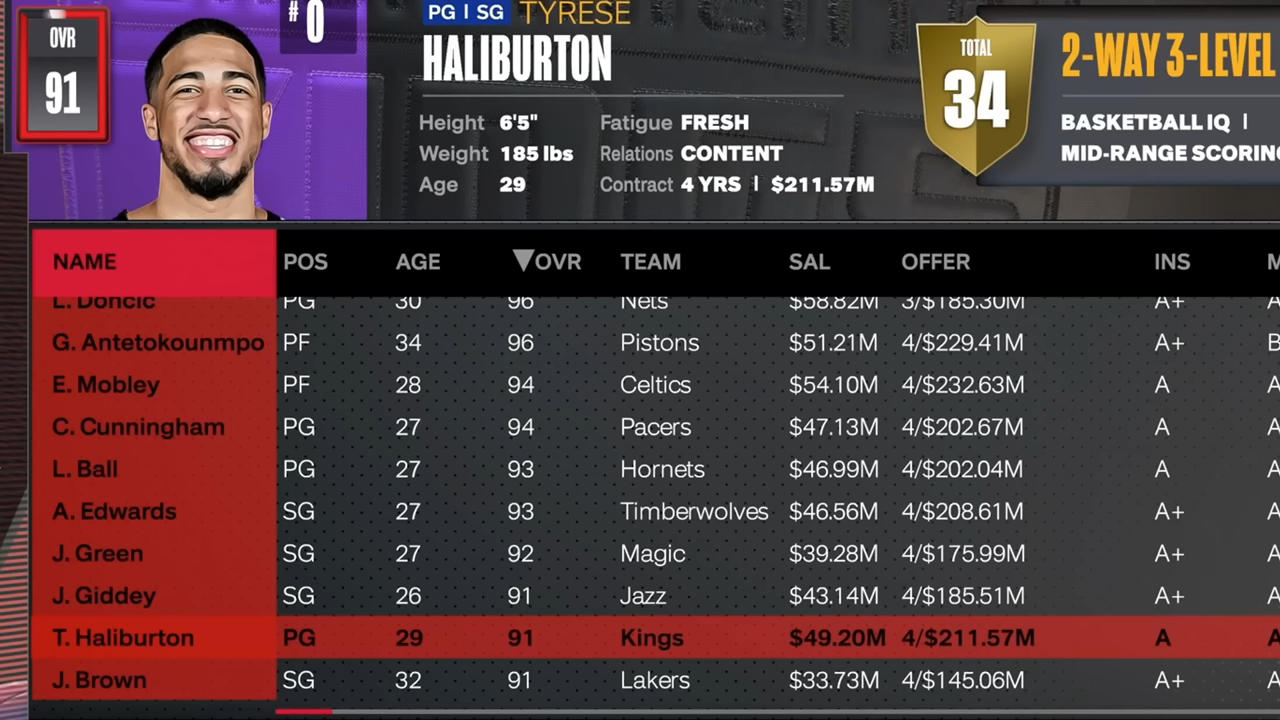 OVR
91
# 0
PG | SG TYRESE
HALIBURTON
Height 6'5"
Weight 185 lbs
Age 29
Fatigue FRESH
Relations CONTENT
Contract 4 YRS | $211.57M
TOTAL
34
2-WAY 3-LEVEL
BASKETBALL IQ |
MID-RANGE SCORING
NAME POS AGE ▼OVR TEAM SAL OFFER INS M
L. Doncic PG 30 96 Nets $58.82M 3/$185.30M A+ A
G. Antetokounmpo PF 34 96 Pistons $51.21M 4/$229.41M A+ B
E. Mobley PF 28 94 Celtics $54.10M 4/$232.63M A A
C. Cunningham PG 27 94 Pacers $47.13M 4/$202.67M A A
L. Ball PG 27 93 Hornets $46.99M 4/$202.04M A A
A. Edwards SG 27 93 Timberwolves $46.56M 4/$208.61M A+ A
J. Green SG 27 92 Magic $39.28M 4/$175.99M A+ A
J. Giddey SG 26 91 Jazz $43.14M 4/$185.51M A+ A
T. Haliburton PG 29 91 Kings $49.20M 4/$211.57M A A
J. Brown SG 32 91 Lakers $33.73M 4/$145.06M A+ A